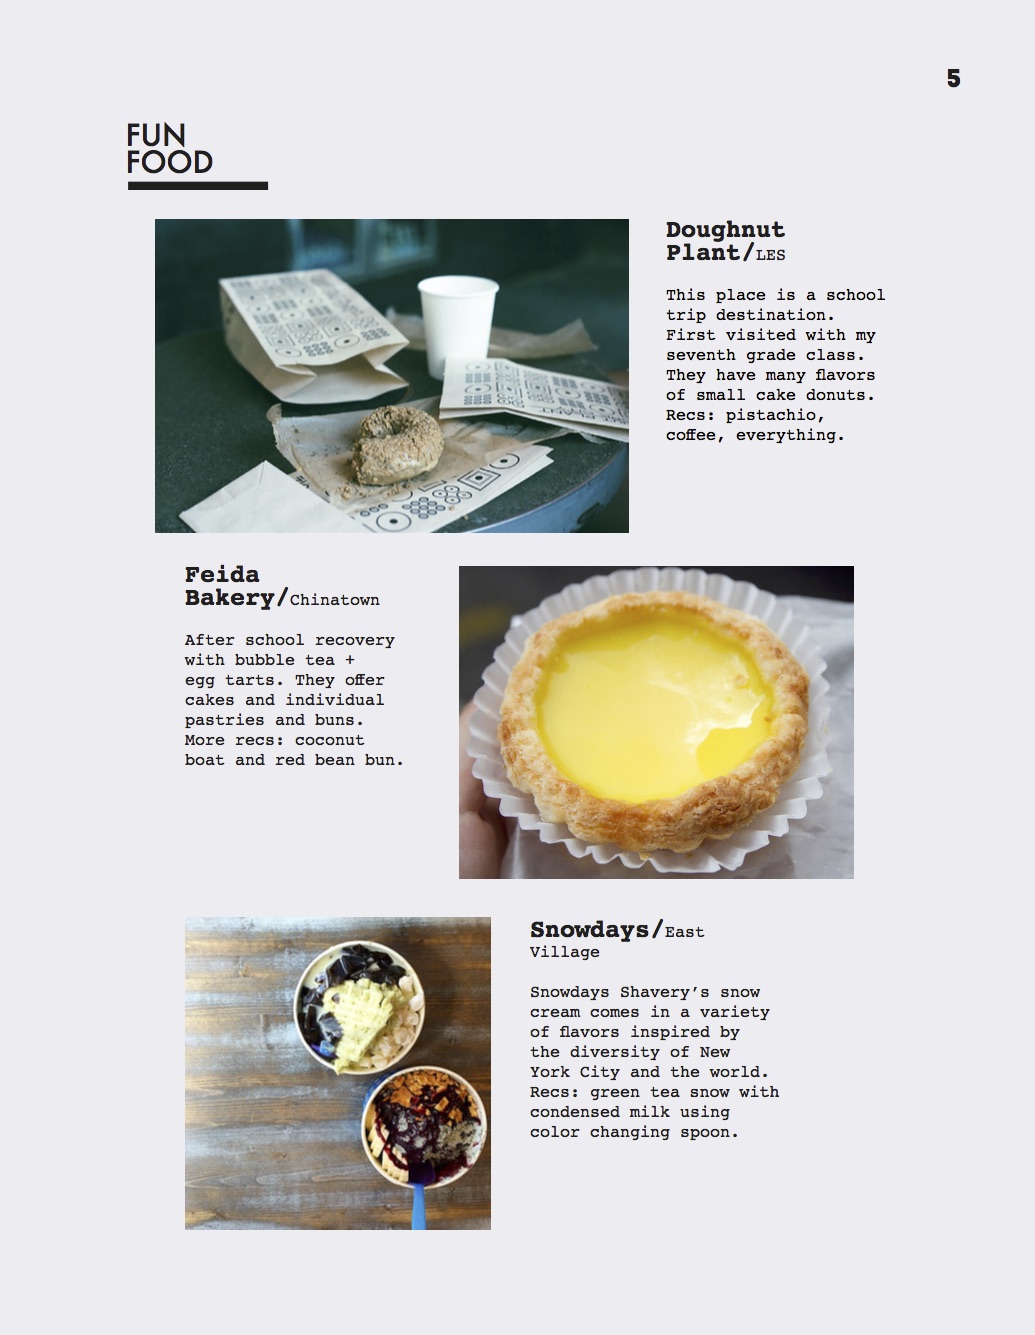 5
FUN
FOOD
Doughnut
Plant/LES
This place is a school
trip destination.
First visited with my
seventh grade class.
They have many flavors
of small cake donuts.
Recs: pistachio,
coffee, everything.
Feida
Bakery/Chinatown
After school recovery
with bubble tea +
egg tarts. They offer
cakes and individual
pastries and buns.
More recs: coconut
boat and red bean bun.
Snowdays/East
Village
Snowdays Shavery's snow
cream comes in a variety
of flavors inspired by
the diversity of New
York City and the world.
Recs: green tea snow with
condensed milk using
color changing spoon.